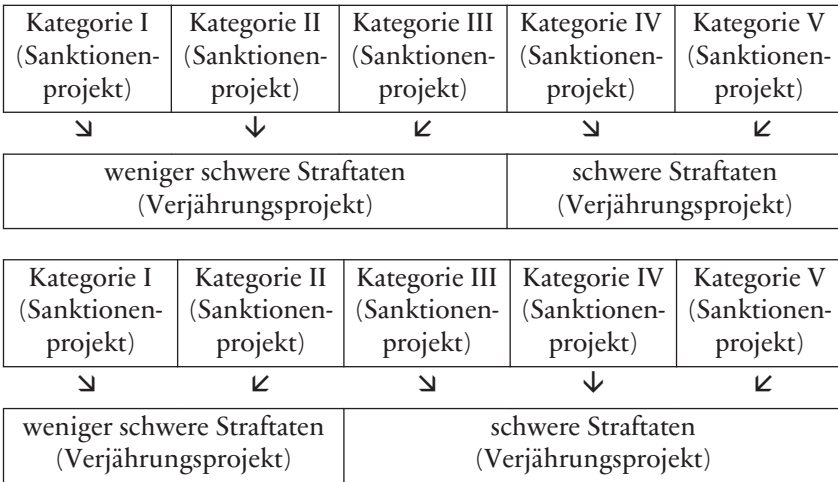 Kategorie I Kategorie II Kategorie III Kategorie IV Kategorie V
(Sanktionen- (Sanktionen- (Sanktionen- (Sanktionen- (Sanktionen-
projekt) projekt) projekt) projekt) projekt)
↘ ↓ ↙ ↘ ↙
weniger schwere Straftaten schwere Straftaten
(Verjährungsprojekt) (Verjährungsprojekt)
Kategorie I Kategorie II Kategorie III Kategorie IV Kategorie V
(Sanktionen- (Sanktionen- (Sanktionen- (Sanktionen- (Sanktionen-
projekt) projekt) projekt) projekt) projekt)
↘ ↙ ↘ ↓ ↙
weniger schwere Straftaten schwere Straftaten
(Verjährungsprojekt) (Verjährungsprojekt)